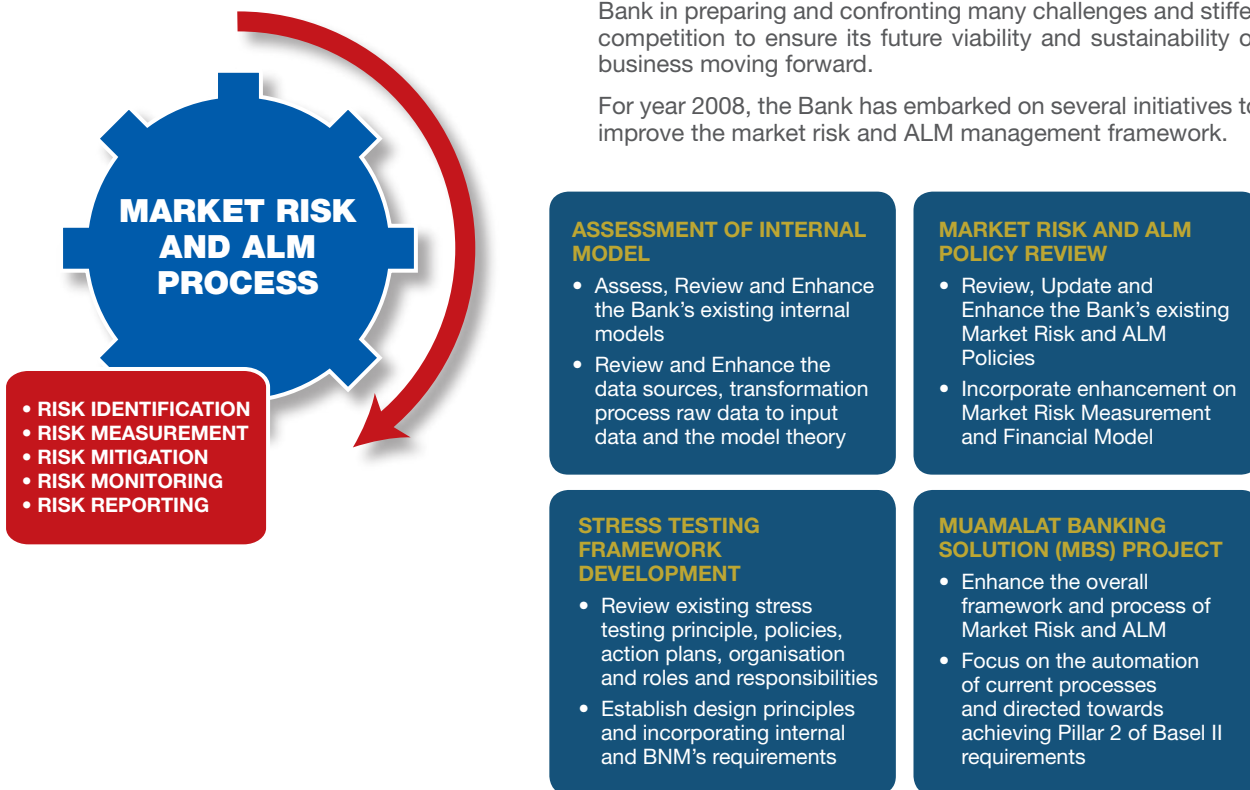 MARKET RISK
AND ALM
PROCESS
• RISK IDENTIFICATION
• RISK MEASUREMENT
• RISK MITIGATION
• RISK MONITORING
• RISK REPORTING
Bank in preparing and confronting many challenges and
competition to ensure its future viability and sustainability
business moving forward.
For year 2008, the Bank has embarked on several initiatives
improve the market risk and ALM management framework.
ASSESSMENT OF INTERNAL
MODEL
• Assess, Review and Enhance
the Bank's existing internal
models
• Review and Enhance the
data sources, transformation
process raw data to input
data and the model theory
MARKET RISK AND ALM
POLICY REVIEW
• Review, Update and
Enhance the Bank's existing
Market Risk and ALM
Policies
• Incorporate enhancement on
Market Risk Measurement
and Financial Model
STRESS TESTING
FRAMEWORK
DEVELOPMENT
• Review existing stress
testing principle, policies,
action plans, organisation
and roles and responsibilities
• Establish design principles
and incorporating internal
and BNM's requirements
MUAMALAT BANKING
SOLUTION (MBS) PROJECT
• Enhance the overall
framework and process of
Market Risk and ALM
• Focus on the automation
of current processes
and directed towards
achieving Pillar 2 of Basel II
requirements